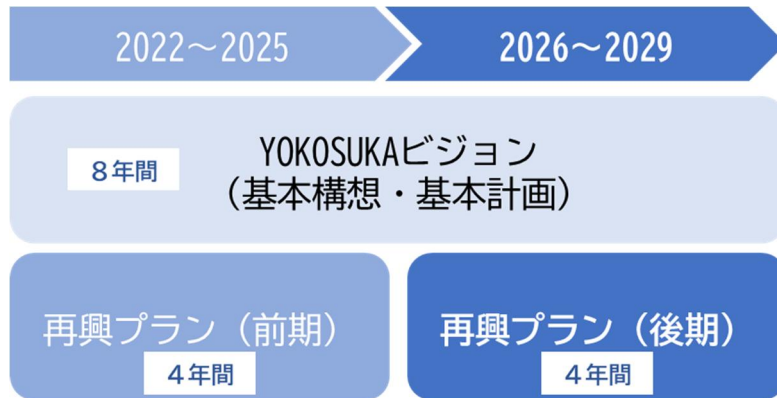 2022～2025
2026～2029
8年間
YOKOSUKAビジョン
（基本構想・基本計画）
再興プラン（前期）
4年間
再興プラン（後期）
4年間